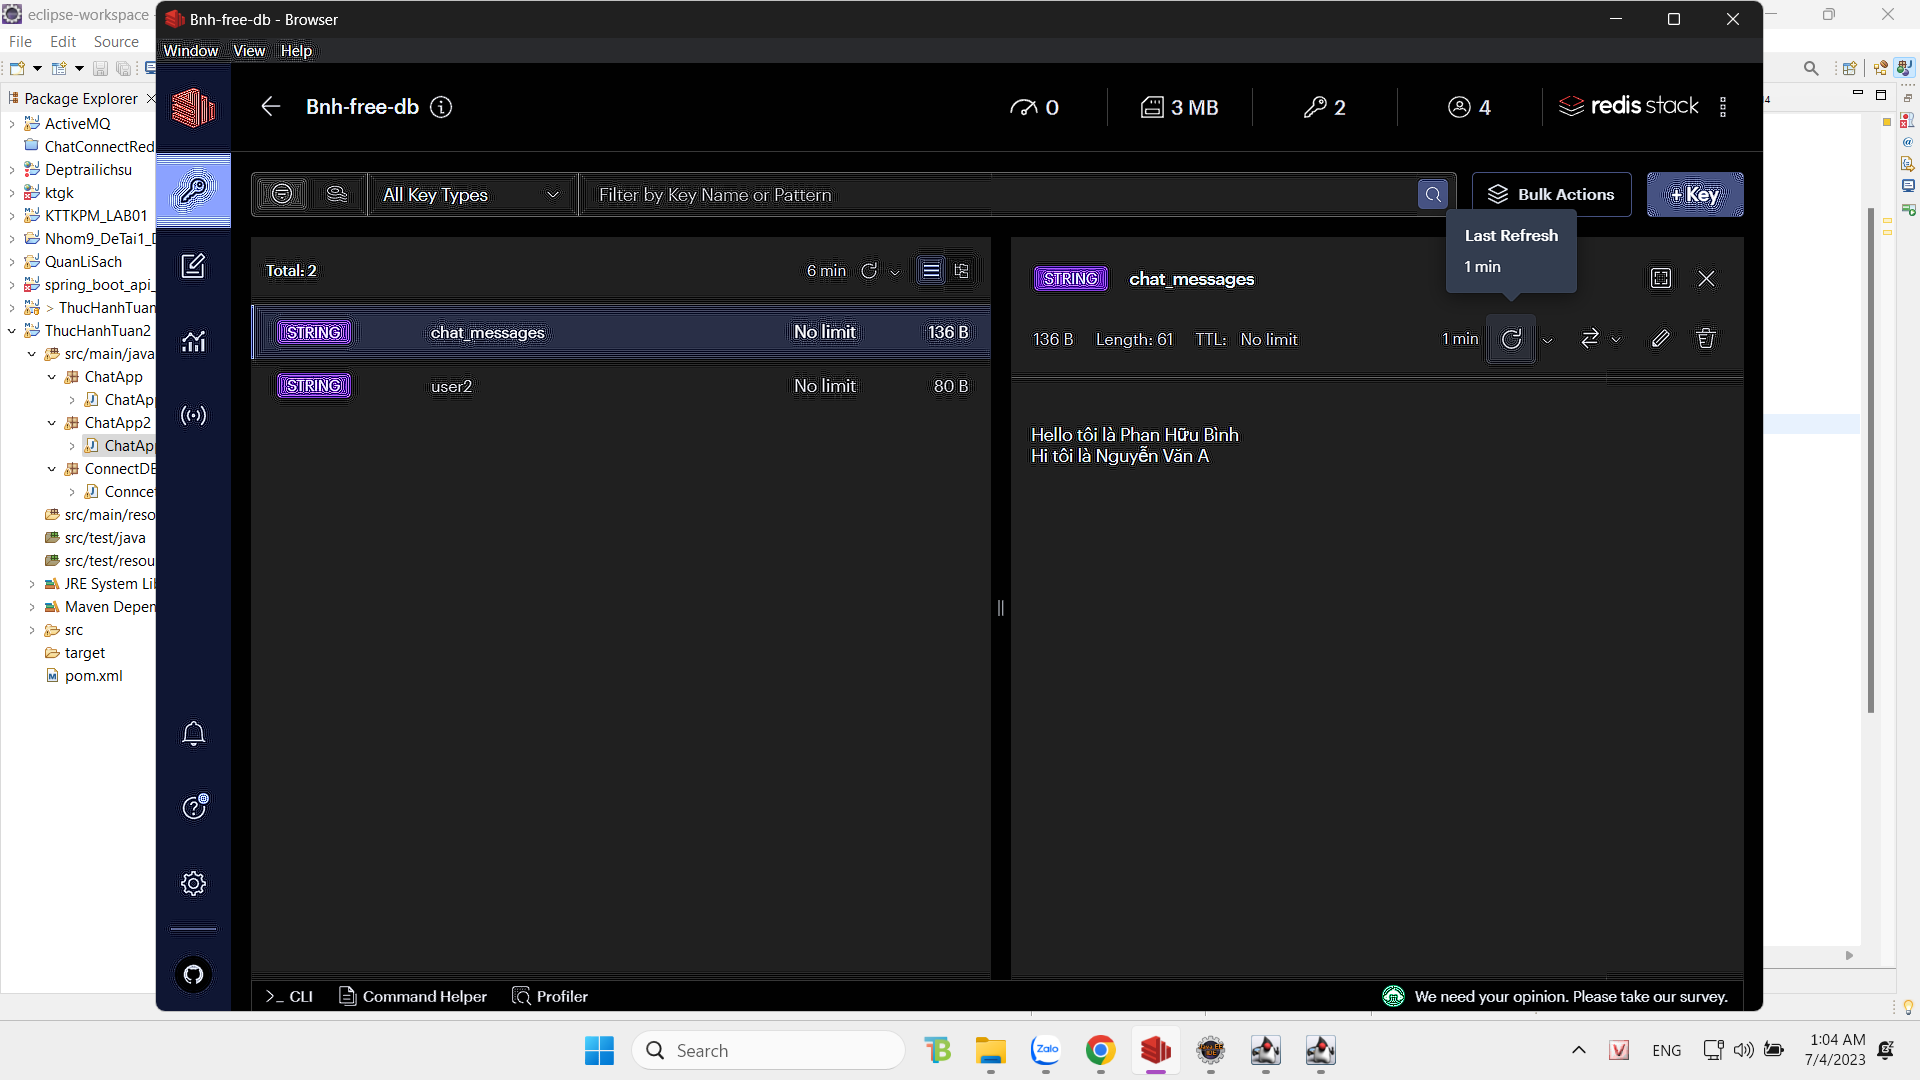 eclipse-workspace
File Edit Source
Package Explorer
ActiveMQ
ChatConnectRed
Deptrailichsu
ktgk
KTTKPM_LAB01
Nhom9_DeTai1_D
QuanLiSach
spring_boot_api_
> ThucHanhTuan
ThucHanhTuan2
src/main/java
ChatApp
ChatAp
ChatApp2
ChatAp
ConnectDB
Conncet
src/main/reso
src/test/java
src/test/resou
JRE System Lib
Maven Depen
src
target
pom.xml
Bnh-free-db - Browser
Window View Help
Bnh-free-db
0
3 MB
2
4
redis stack
All Key Types
Filter by Key Name or Pattern
Bulk Actions
+Key
Last Refresh
1 min
Total: 2
6 min
STRING chat_messages No limit 136 B
STRING user2 No limit 80 B
STRING chat_messages
136 B Length: 61 TTL: No limit
1 min
Hello tôi là Phan Hữu Bình
Hi tôi là Nguyễn Văn A
>_ CLI
Command Helper
Profiler
We need your opinion. Please take our survey.
Search
Zalo
ENG
1:04 AM
7/4/2023